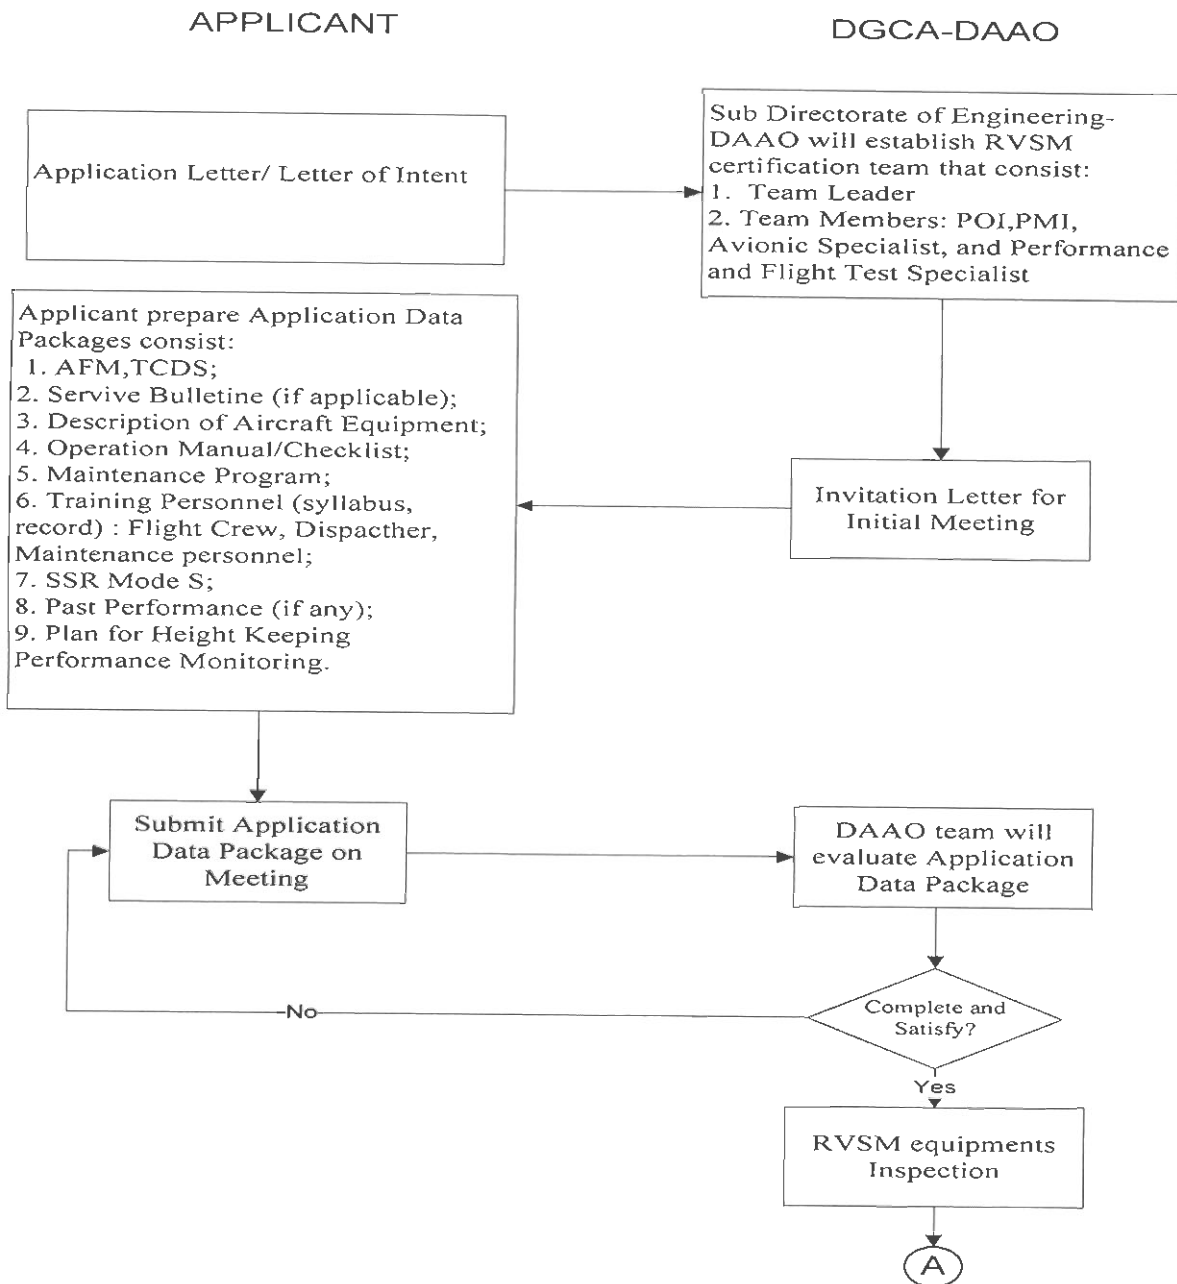 APPLICANT
DGCA-DAAO
Application Letter/ Letter of Intent
Sub Directorate of Engineering-
DAAO will establish RVSM
certification team that consist:
1. Team Leader
2. Team Members: POI,PMI,
Avionic Specialist, and Performance
and Flight Test Specialist
Applicant prepare Application Data
Packages consist:
1. AFM,TCDS;
2. Servive Bulletine (if applicable);
3. Description of Aircraft Equipment;
4. Operation Manual/Checklist;
5. Maintenance Program;
6. Training Personnel (syllabus,
record) : Flight Crew, Dispacther,
Maintenance personnel;
7. SSR Mode S;
8. Past Performance (if any);
9. Plan for Height Keeping
Performance Monitoring.
Invitation Letter for
Initial Meeting
Submit Application
Data Package on
Meeting
DAAO team will
evaluate Application
Data Package
Complete and
Satisfy?
No
Yes
RVSM equipments
Inspection
A